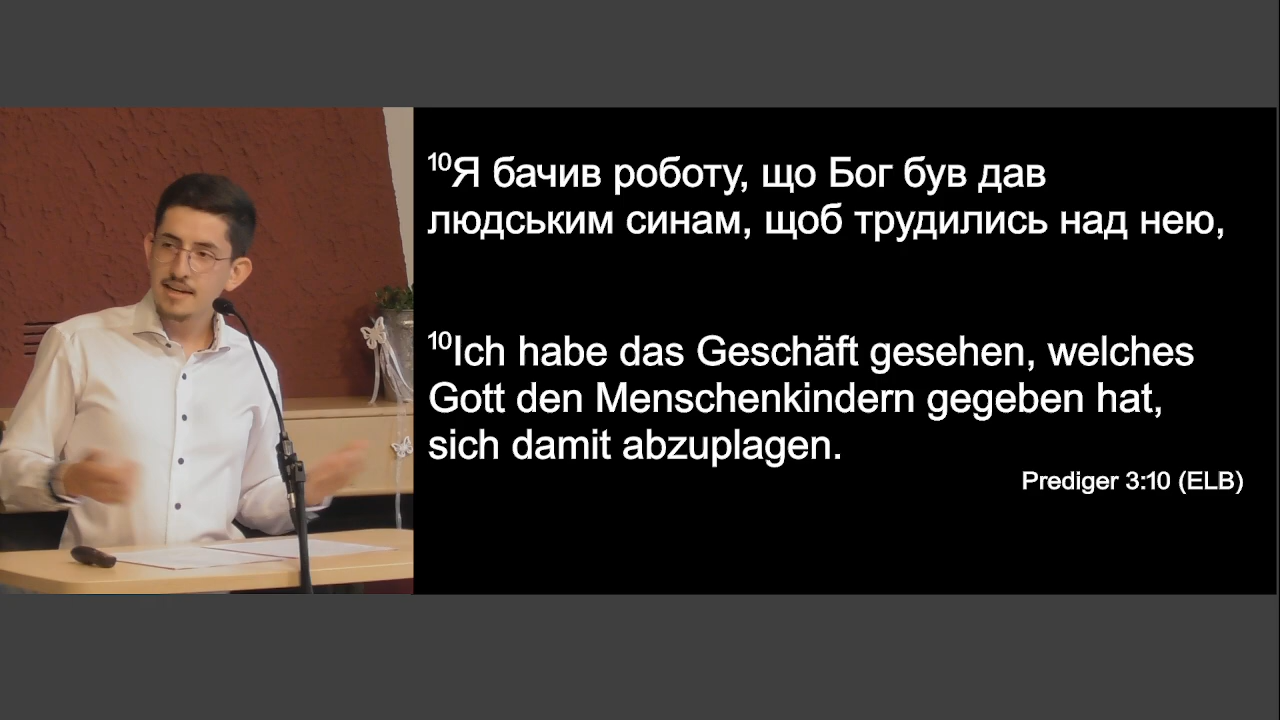 ¹⁰Я бачив роботу, що Бог був дав
людським синам, щоб трудились над нею,
¹⁰Ich habe das Geschäft gesehen, welches
Gott den Menschenkindern gegeben hat,
sich damit abzuplagen.
Prediger 3:10 (ELB)